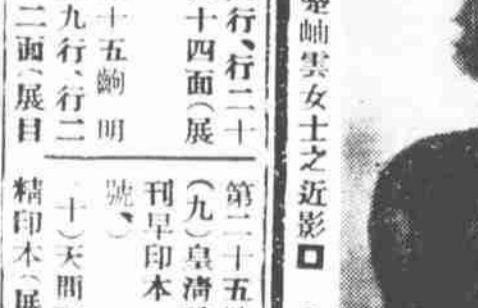 岫雲女士之近影
行、行二十
十四面(展
十五齣 明
九行、行二
二面(展目
第二十五
(九)皇清
刊早印本
號、)
十)天
精印本(展